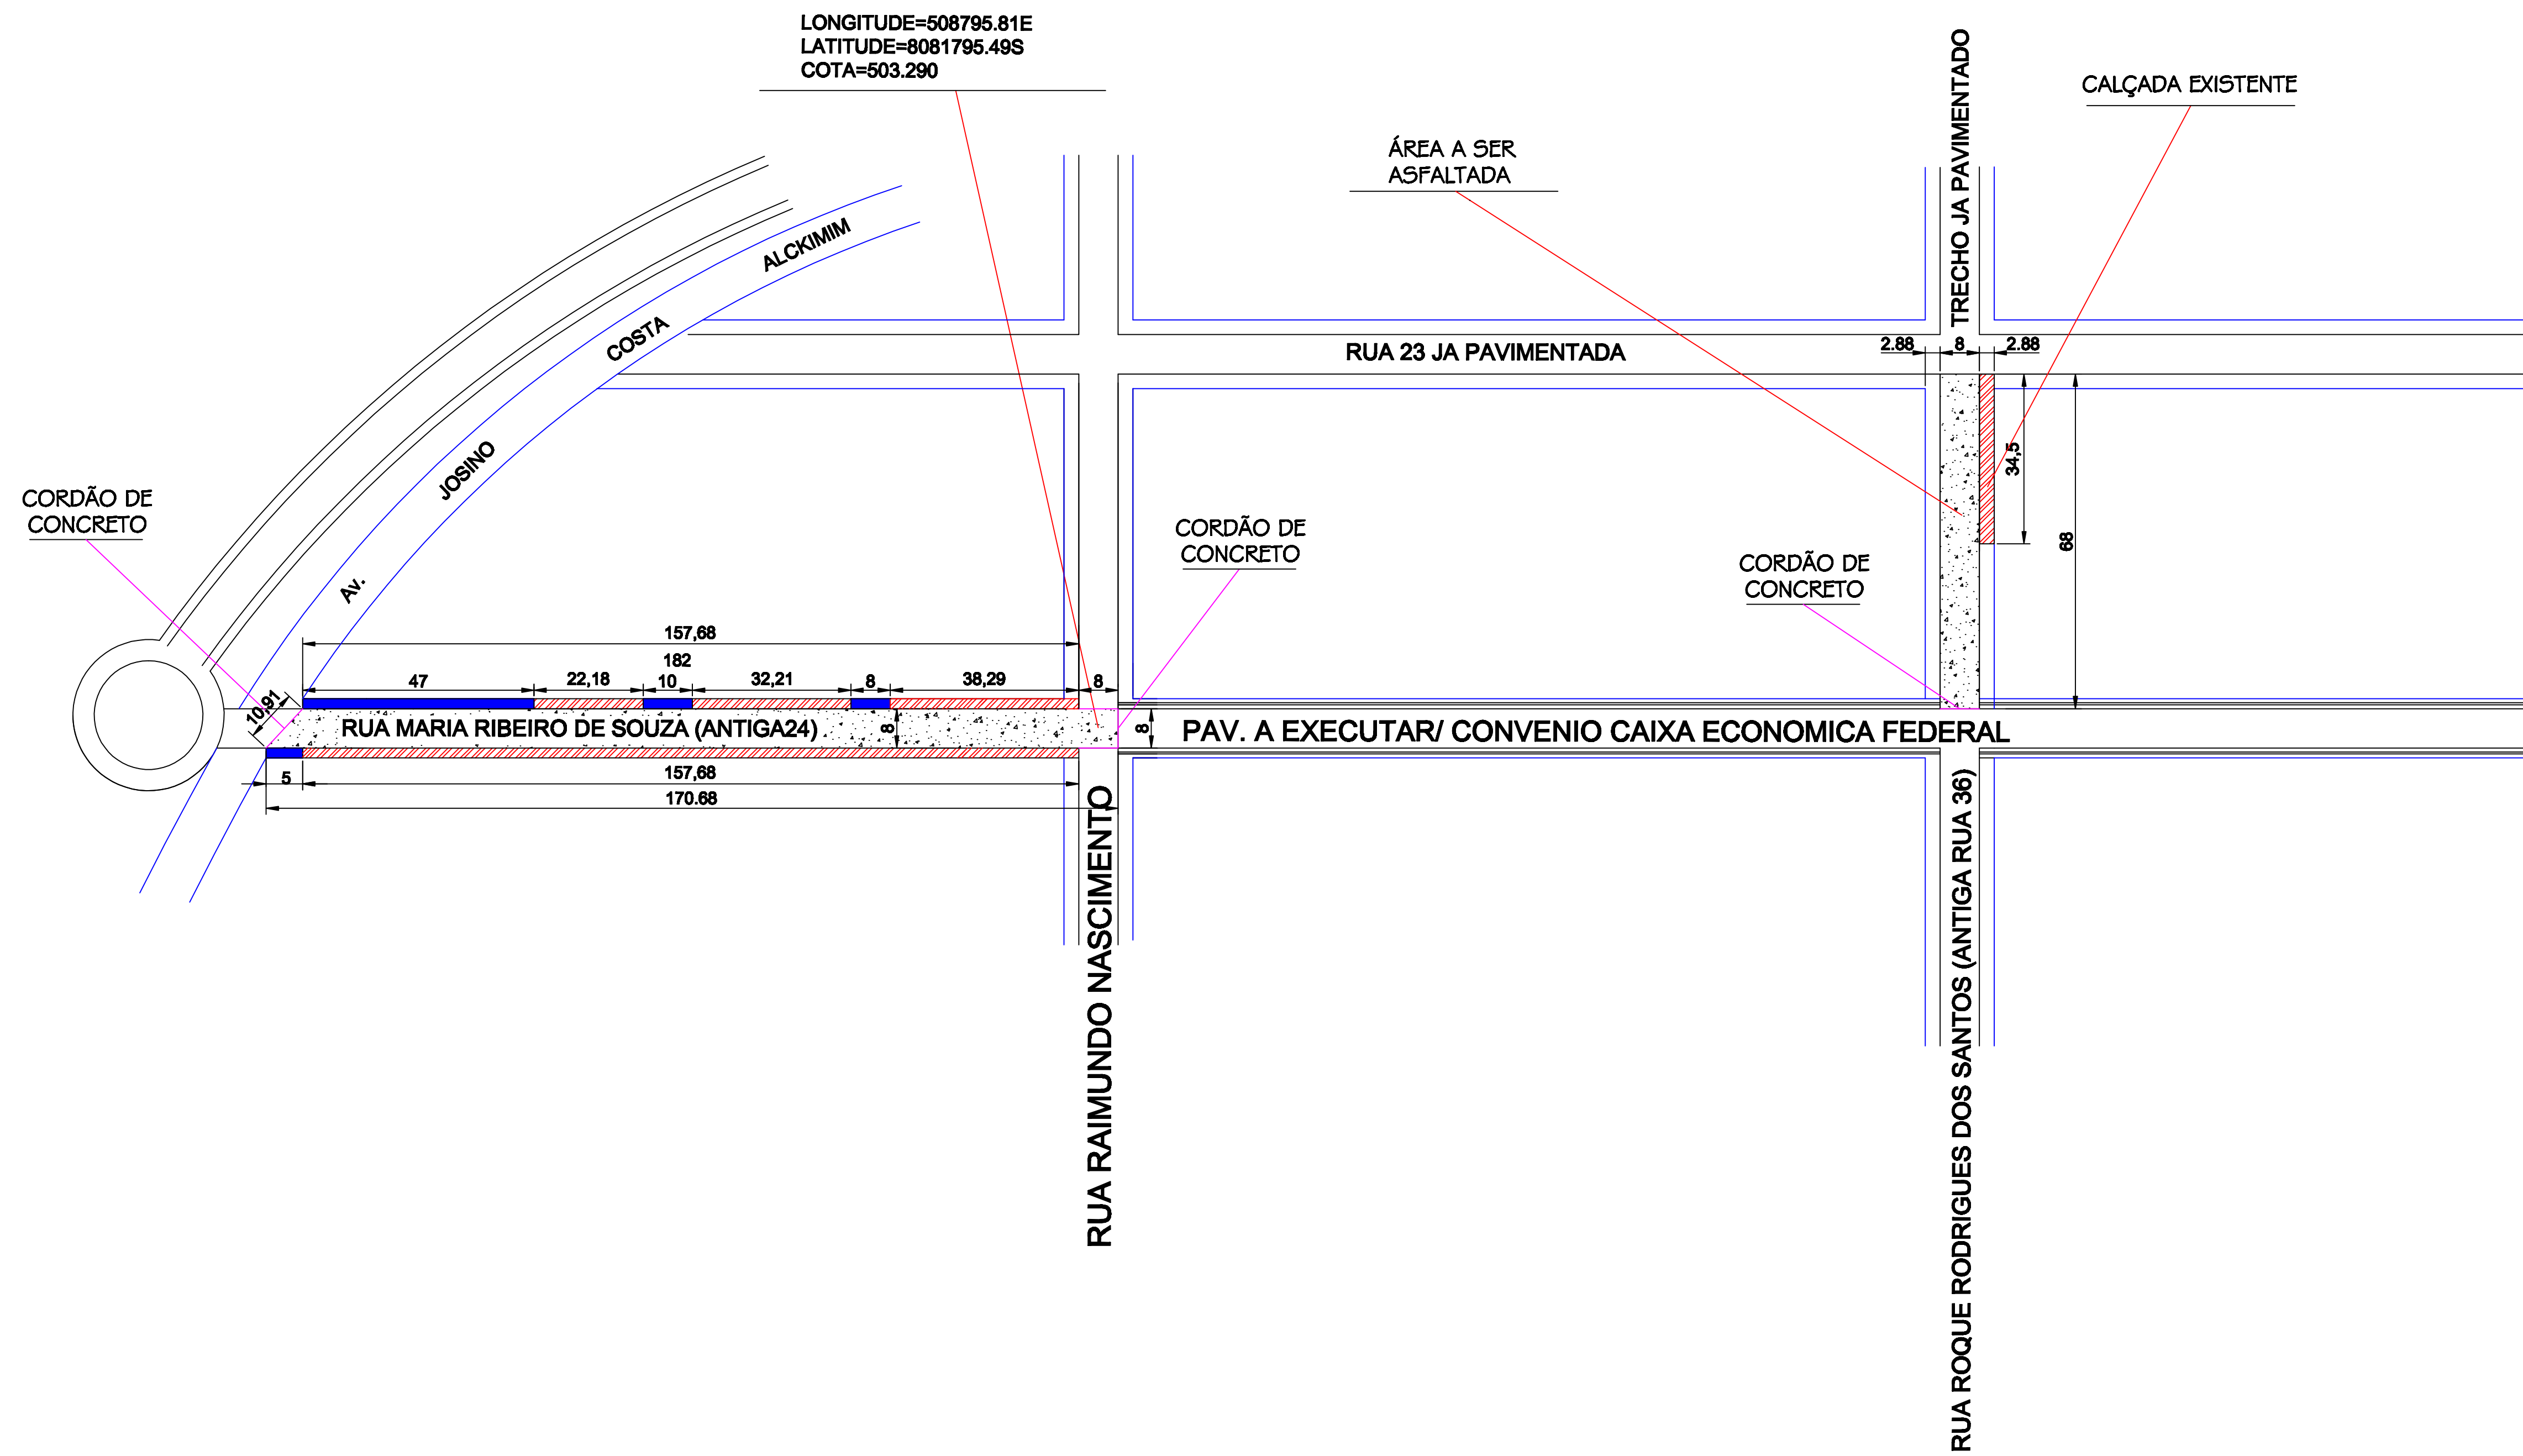 LONGITUDE=508795.81E
LATITUDE=8081795.49S
COTA=503.290
TRECHO JA PAVIMENTADO
CALÇADA EXISTENTE
ÁREA A SER
ASFALTADA
Av. JOSINO COSTA ALCKIMIM
RUA 23 JA PAVIMENTADA
2.88
8
2.88
34,5
68
CORDÃO DE
CONCRETO
CORDÃO DE
CONCRETO
CORDÃO DE
CONCRETO
157,68
182
47
22,18
10
32,21
8
38,29
8
10,91
RUA MARIA RIBEIRO DE SOUZA (ANTIGA24)
8
8
PAV. A EXECUTAR/ CONVENIO CAIXA ECONOMICA FEDERAL
5
157,68
170.68
RUA RAIMUNDO NASCIMENTO
RUA ROQUE RODRIGUES DOS SANTOS (ANTIGA RUA 36)